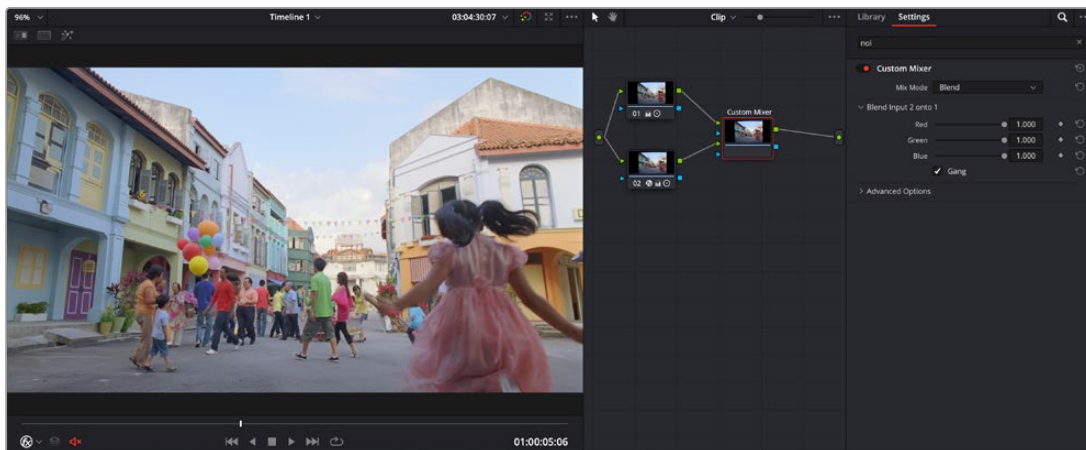 96%
Timeline 1
03:04:30:07
Clip
Library
Settings
noi
Custom Mixer
Mix Mode
Blend
Blend Input 2 onto 1
Red
1.000
Green
1.000
Blue
1.000
Gang
Advanced Options
01
Custom Mixer
02
fx
01:00:05:06